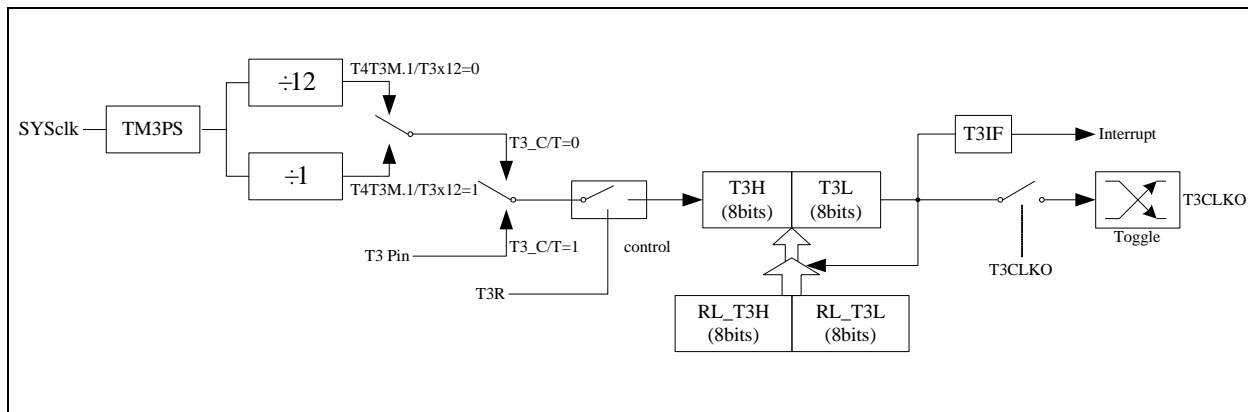 ÷12
T4T3M.1/T3x12=0
SYSclk
TM3PS
÷1
T4T3M.1/T3x12=1
T3_C/T=0
T3_C/T=1
T3 Pin
T3R
control
T3H
(8bits)
T3L
(8bits)
RL_T3H
(8bits)
RL_T3L
(8bits)
T3IF
Interrupt
T3CLKO
Toggle
T3CLKO